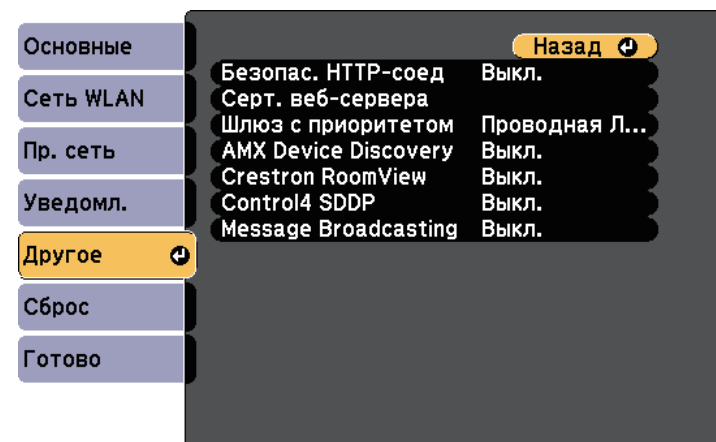 Основные
Сеть WLAN
Пр. сеть
Уведомл.
Другое
Сброс
Готово
Назад
Безопас. HTTP-соед Выкл.
Серт. веб-сервера
Шлюз с приоритетом Проводная Л...
AMX Device Discovery Выкл.
Crestron RoomView Выкл.
Control4 SDDP Выкл.
Message Broadcasting Выкл.